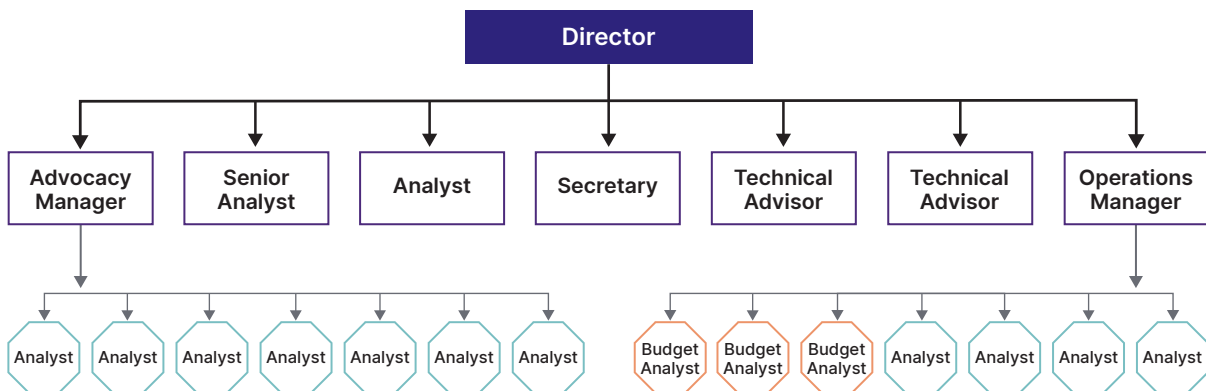 Director
Advocacy
Manager
Senior
Analyst
Analyst
Secretary
Technical
Advisor
Technical
Advisor
Operations
Manager
Analyst
Analyst
Analyst
Analyst
Analyst
Analyst
Analyst
Budget
Analyst
Budget
Analyst
Budget
Analyst
Analyst
Analyst
Analyst
Analyst